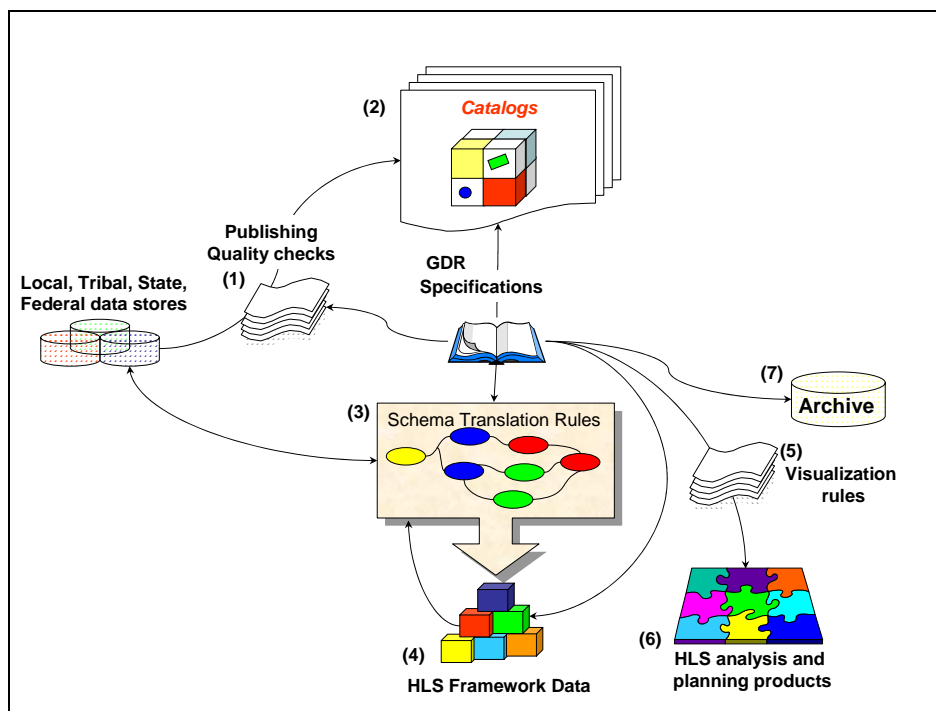 (2)
Catalogs
Publishing
Quality checks
(1)
GDR
Specifications
Local, Tribal, State,
Federal data stores
(3)
Schema Translation Rules
(7)
Archive
(5)
Visualization
rules
(4)
HLS Framework Data
(6)
HLS analysis and
planning products